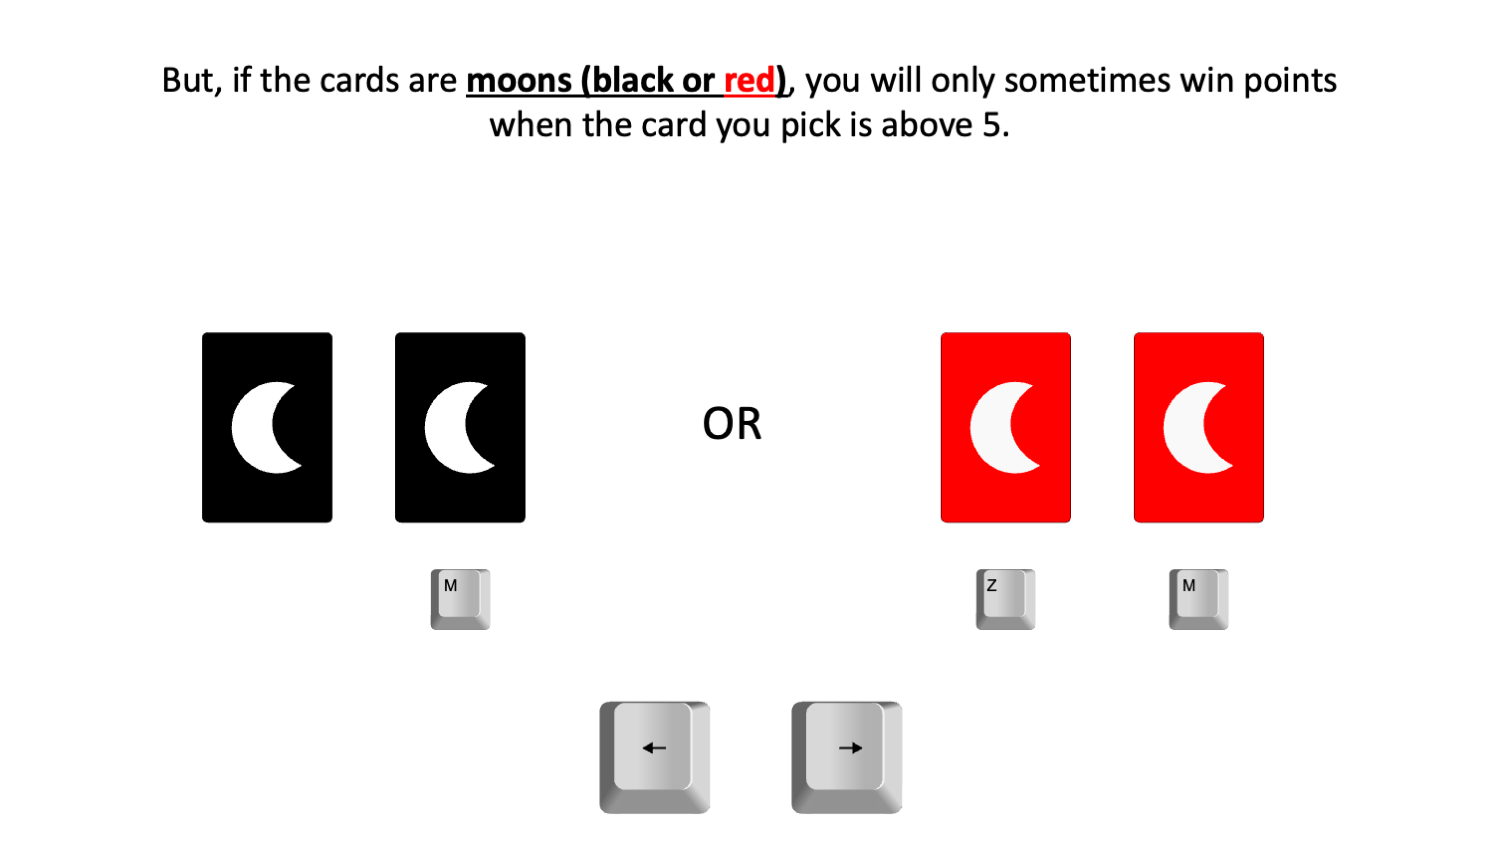 But, if the cards are moons (black or red), you will only sometimes win points
when the card you pick is above 5.
OR
M
Z
M
← →